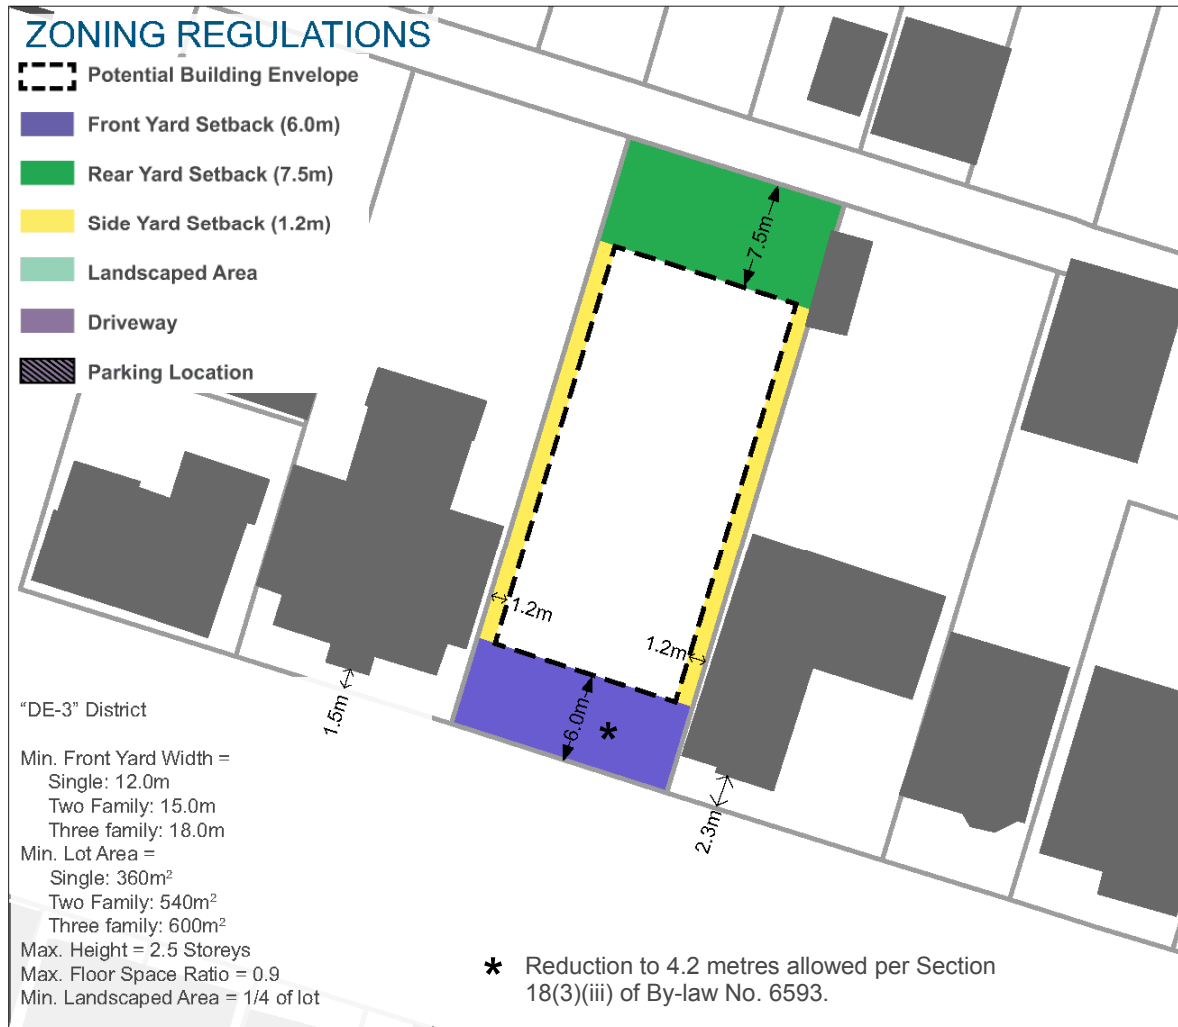 ZONING REGULATIONS
Potential Building Envelope
Front Yard Setback (6.0m)
Rear Yard Setback (7.5m)
Side Yard Setback (1.2m)
Landscaped Area
Driveway
Parking Location
7.5m
1.2m
1.2m
6.0m
*
1.5m
2.3m
“DE-3” District
Min. Front Yard Width =
Single: 12.0m
Two Family: 15.0m
Three family: 18.0m
Min. Lot Area =
Single: 360m²
Two Family: 540m²
Three family: 600m²
Max. Height = 2.5 Storeys
Max. Floor Space Ratio = 0.9
Min. Landscaped Area = 1/4 of lot
* Reduction to 4.2 metres allowed per Section
18(3)(iii) of By-law No. 6593.